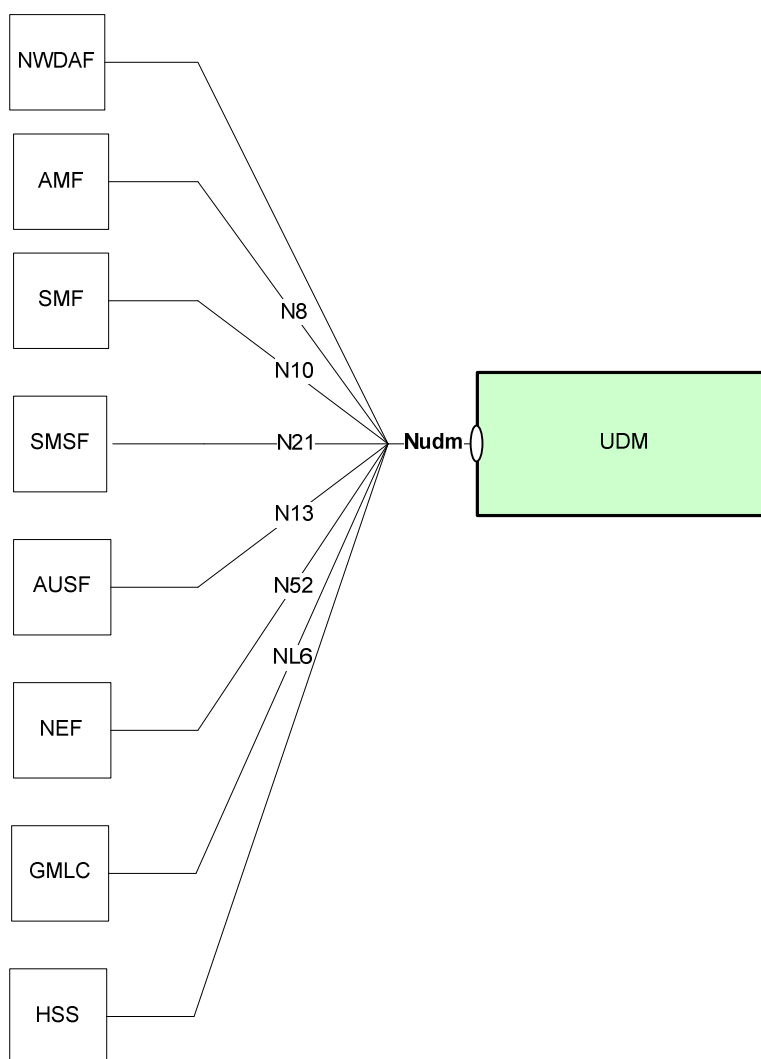 NWDAF
AMF
SMF
SMSF
AUSF
NEF
GMLC
HSS
N8
N10
N21
N13
N52
NL6
Nudm
UDM